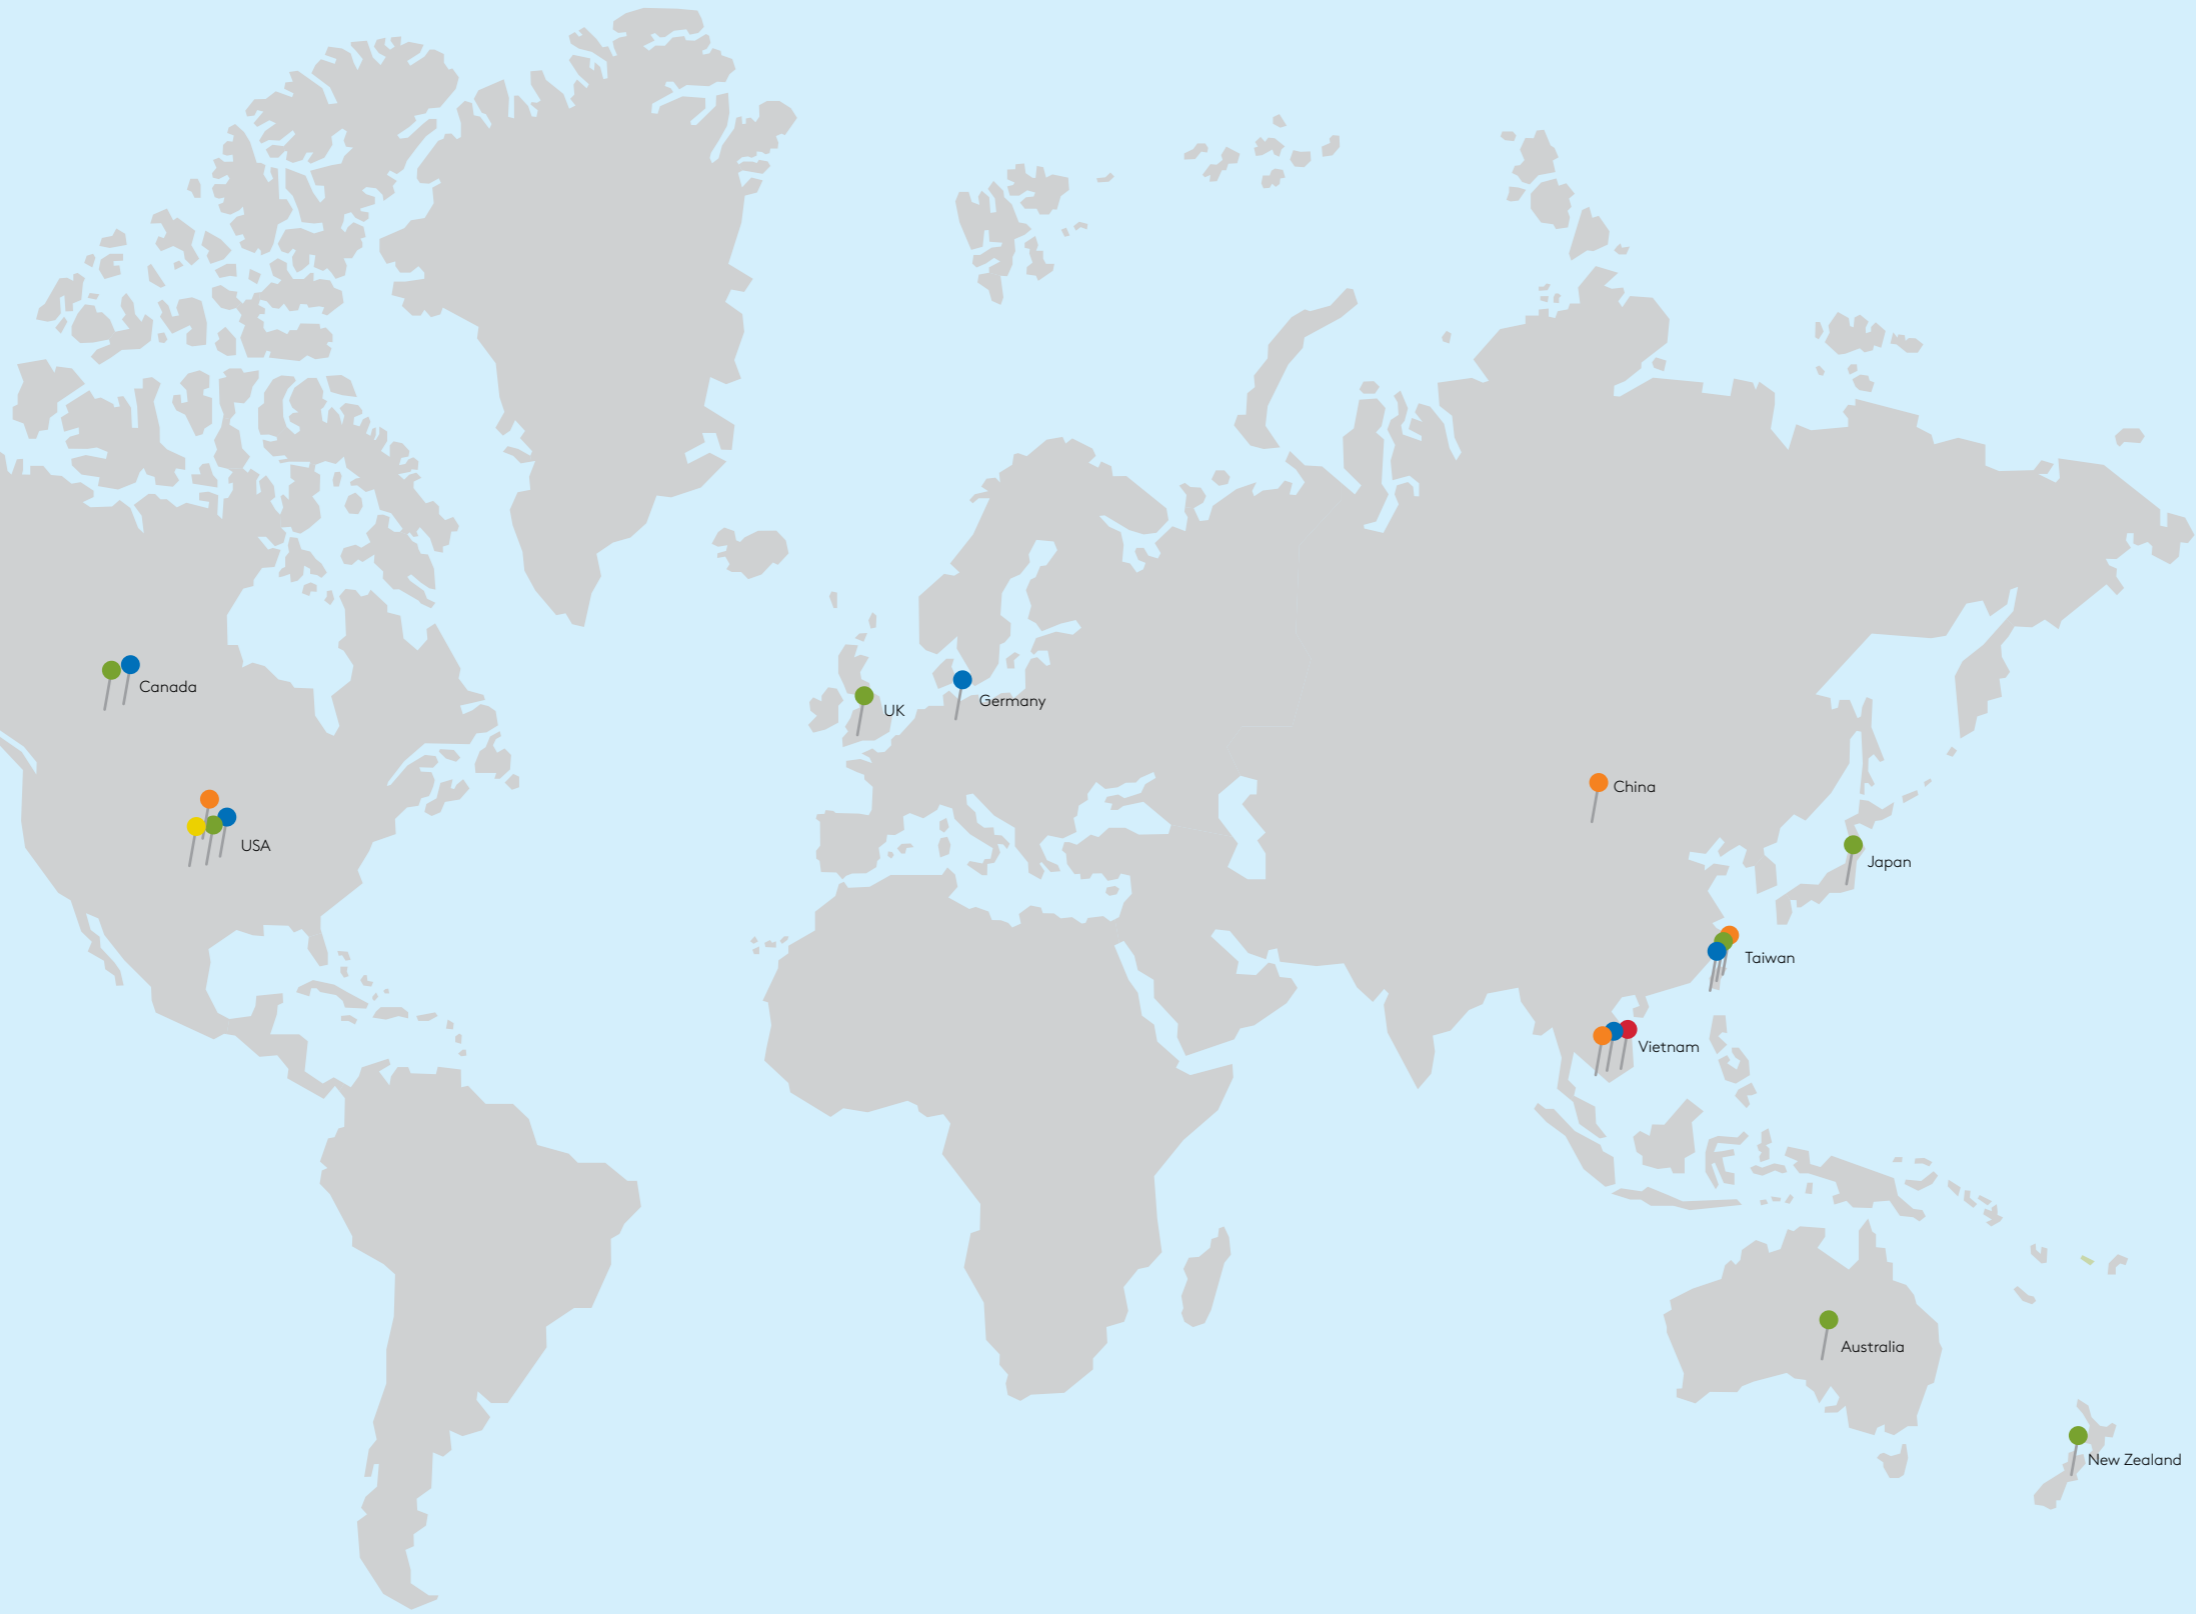 Canada
UK
Germany
USA
China
Japan
Taiwan
Vietnam
Australia
New Zealand